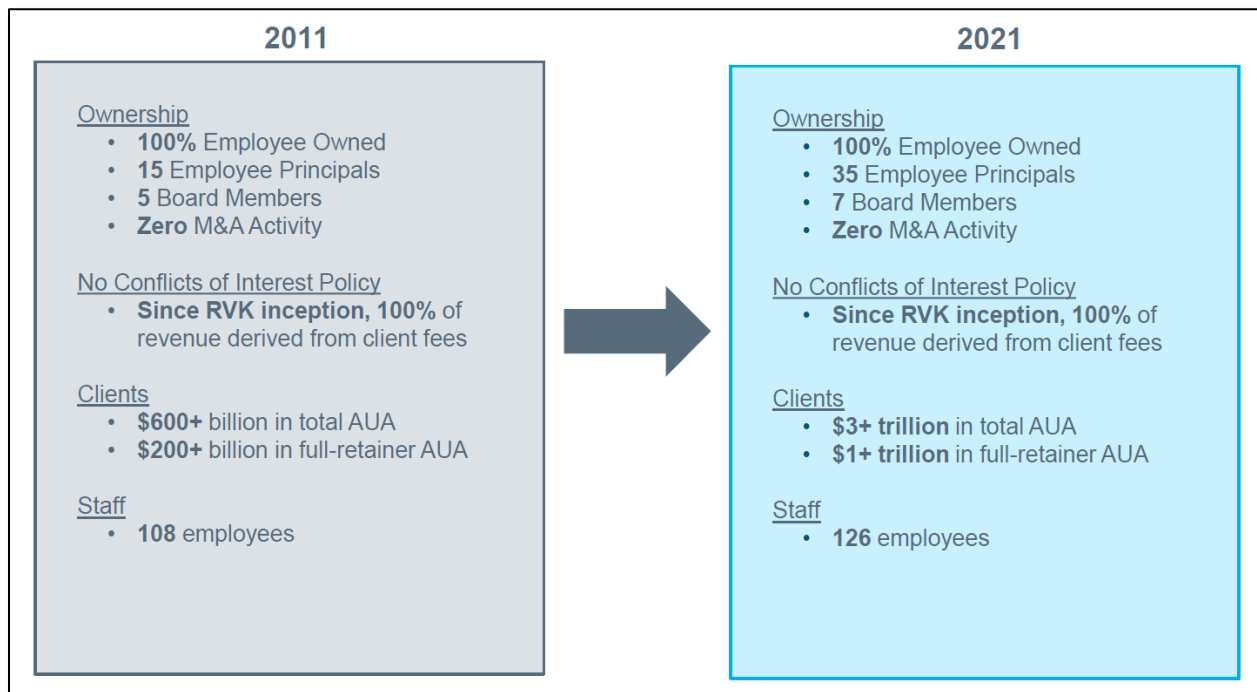 2011
Ownership
• 100% Employee Owned
• 15 Employee Principals
• 5 Board Members
• Zero M&A Activity
No Conflicts of Interest Policy
• Since RVK inception, 100% of
revenue derived from client fees
Clients
• $600+ billion in total AUA
• $200+ billion in full-retainer AUA
Staff
• 108 employees
2021
Ownership
• 100% Employee Owned
• 35 Employee Principals
• 7 Board Members
• Zero M&A Activity
No Conflicts of Interest Policy
• Since RVK inception, 100% of
revenue derived from client fees
Clients
• $3+ trillion in total AUA
• $1+ trillion in full-retainer AUA
Staff
• 126 employees